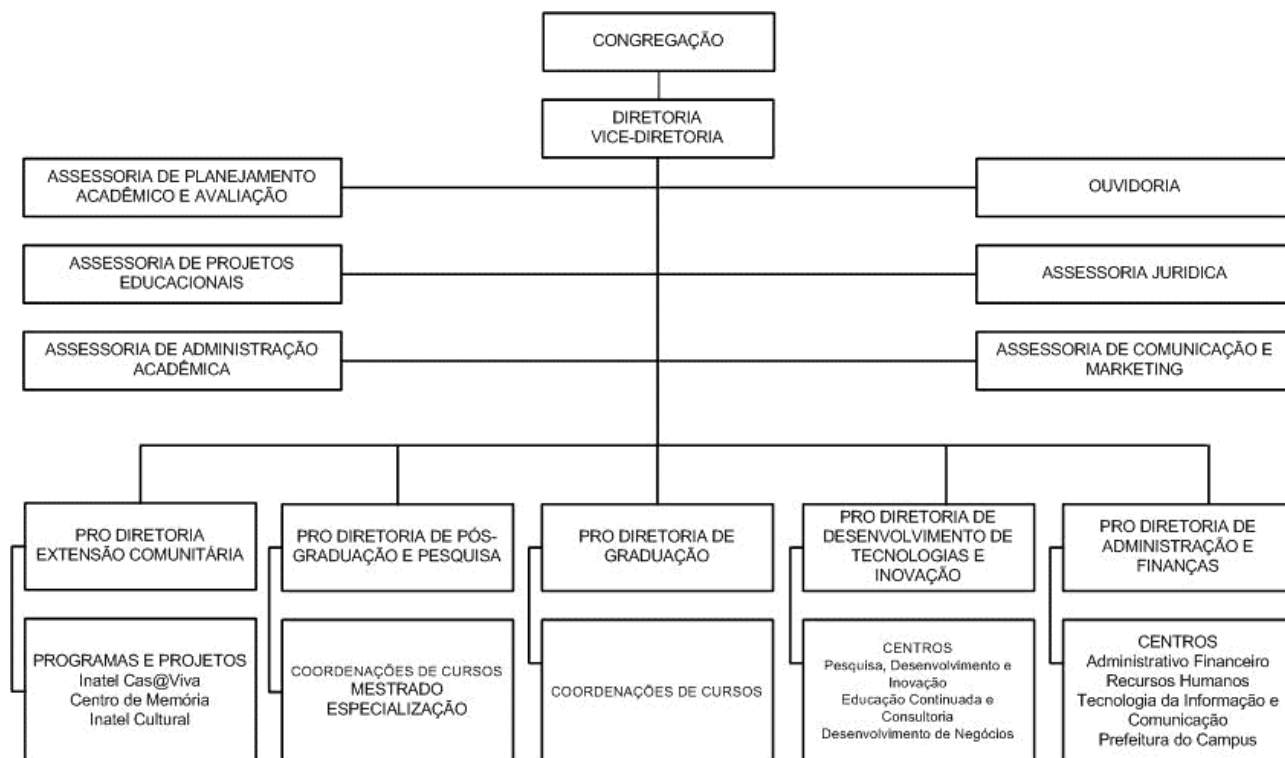 CONGREGAÇÃO
DIRETORIA
VICE-DIRETORIA
ASSESSORIA DE PLANEJAMENTO
ACADÊMICO E AVALIAÇÃO
OUVIDORIA
ASSESSORIA DE PROJETOS
EDUCACIONAIS
ASSESSORIA JURIDICA
ASSESSORIA DE ADMINISTRAÇÃO
ACADÊMICA
ASSESSORIA DE COMUNICAÇÃO E
MARKETING
PRO DIRETORIA
EXTENSÃO COMUNITÁRIA
PRO DIRETORIA DE PÓS-
GRADUAÇÃO E PESQUISA
PRO DIRETORIA DE
GRADUAÇÃO
PRO DIRETORIA DE
DESENVOLVIMENTO DE
TECNOLOGIAS E
INOVAÇÃO
PRO DIRETORIA DE
ADMINISTRAÇÃO E
FINANÇAS
PROGRAMAS E PROJETOS
Inatel Cas@Viva
Centro de Memória
Inatel Cultural
COORDENAÇÕES DE CURSOS
MESTRADO
ESPECIALIZAÇÃO
COORDENAÇÕES DE CURSOS
CENTROS
Pesquisa, Desenvolvimento e
Inovação
Educação Continuada e
Consultoria
Desenvolvimento de Negócios
CENTROS
Administrativo Financeiro
Recursos Humanos
Tecnologia da Informação e
Comunicação
Prefeitura do Campus